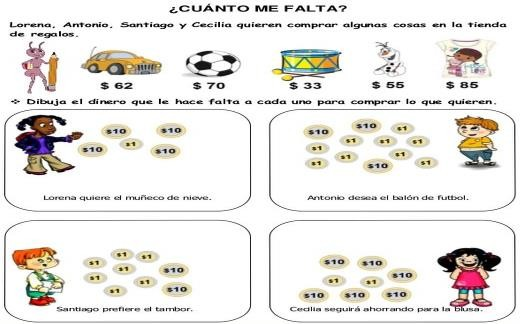 ¿CUÁNTO ME FALTA?
Lorena, Antonio, Santiago y Cecilia quieren comprar algunas cosas en la tienda
de regalos.
$ 62 $ 70 $ 33 $ 55 $ 85
❖ Dibuja el dinero que le hace falta a cada uno para comprar lo que quieren.
$10 $10
$10 $1 $10
Lorena quiere el muñeco de nieve.
$10 $10 $1
$1 $1 $1 $1
$1 $1 $10 $1 $1
Antonio desea el balón de futbol.
$1 $1 $1
$1 $1 $10
$1 $1 $10
Santiago prefiere el tambor.
$10 $10
$1 $1 $10
$10 $10 $10
Cecilia seguirá ahorrando para la blusa.